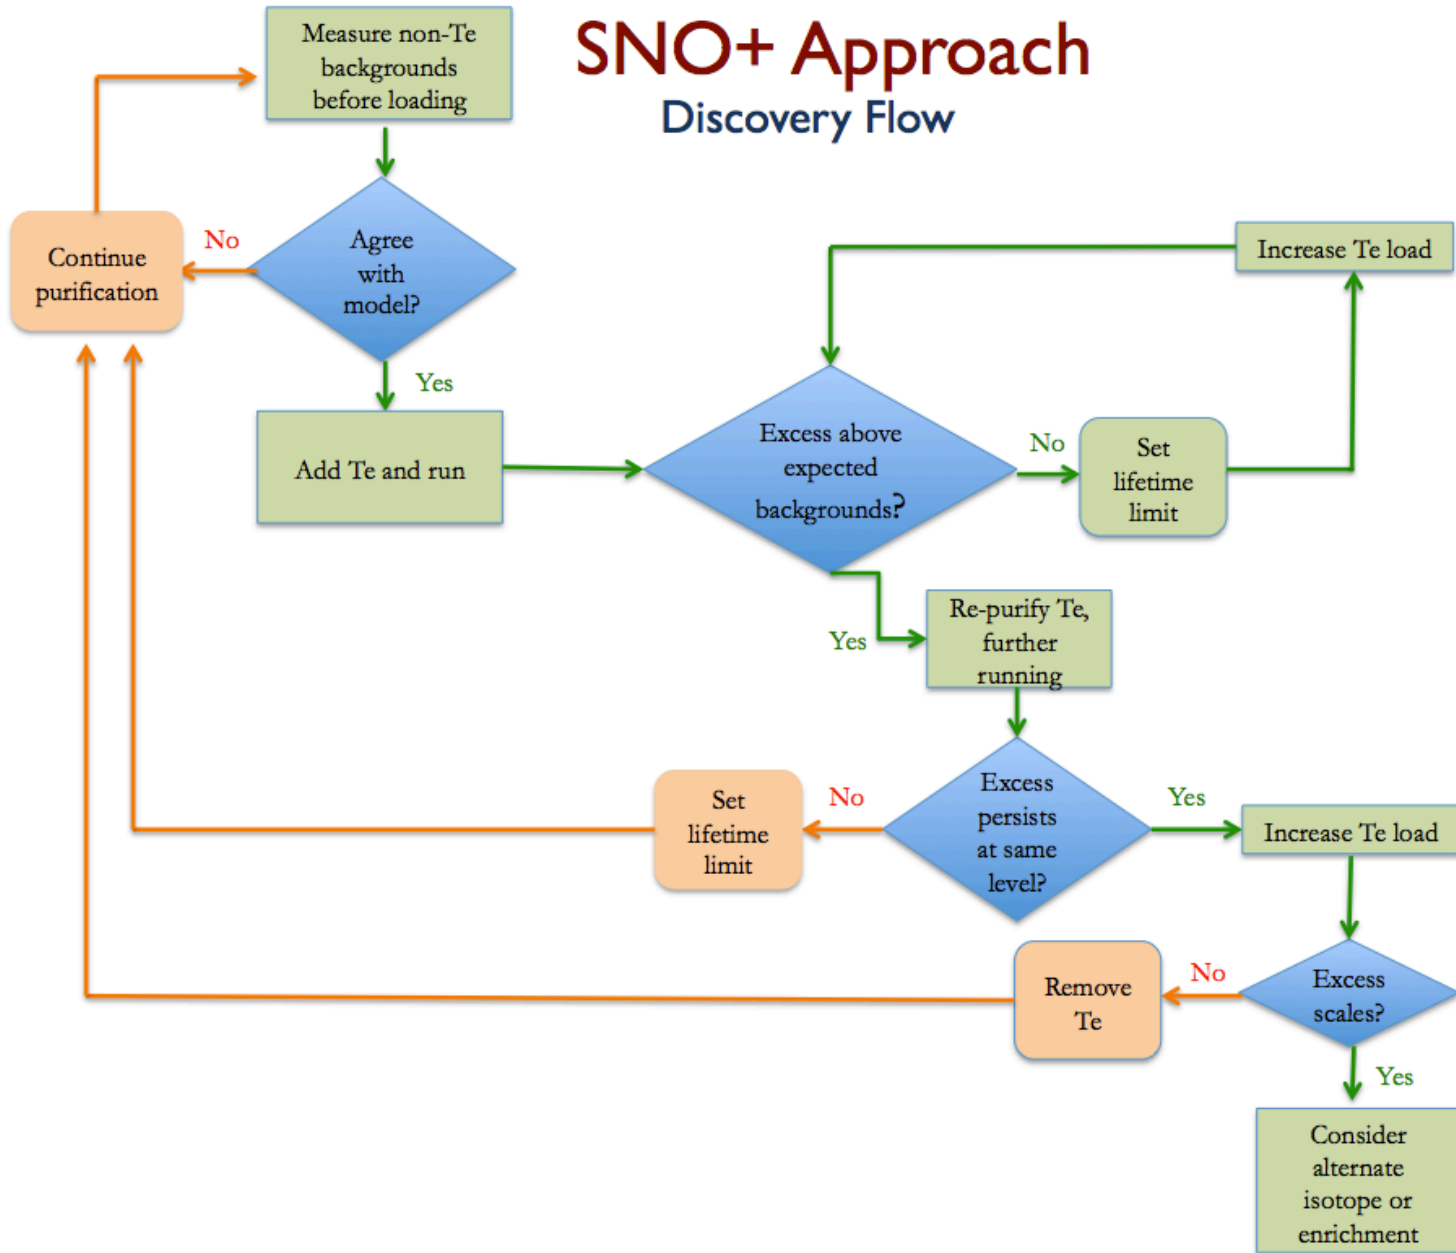 SNO+ Approach
Discovery Flow
Measure non-Te
backgrounds
before loading
Agree
with
model?
No
Continue
purification
Yes
Add Te and run
Excess above
expected
backgrounds?
No
Set
lifetime
limit
Increase Te load
Yes
Re-purify Te,
further
running
Excess
persists
at same
level?
No
Set
lifetime
limit
Yes
Increase Te load
Excess
scales?
No
Remove
Te
Yes
Consider
alternate
isotope or
enrichment